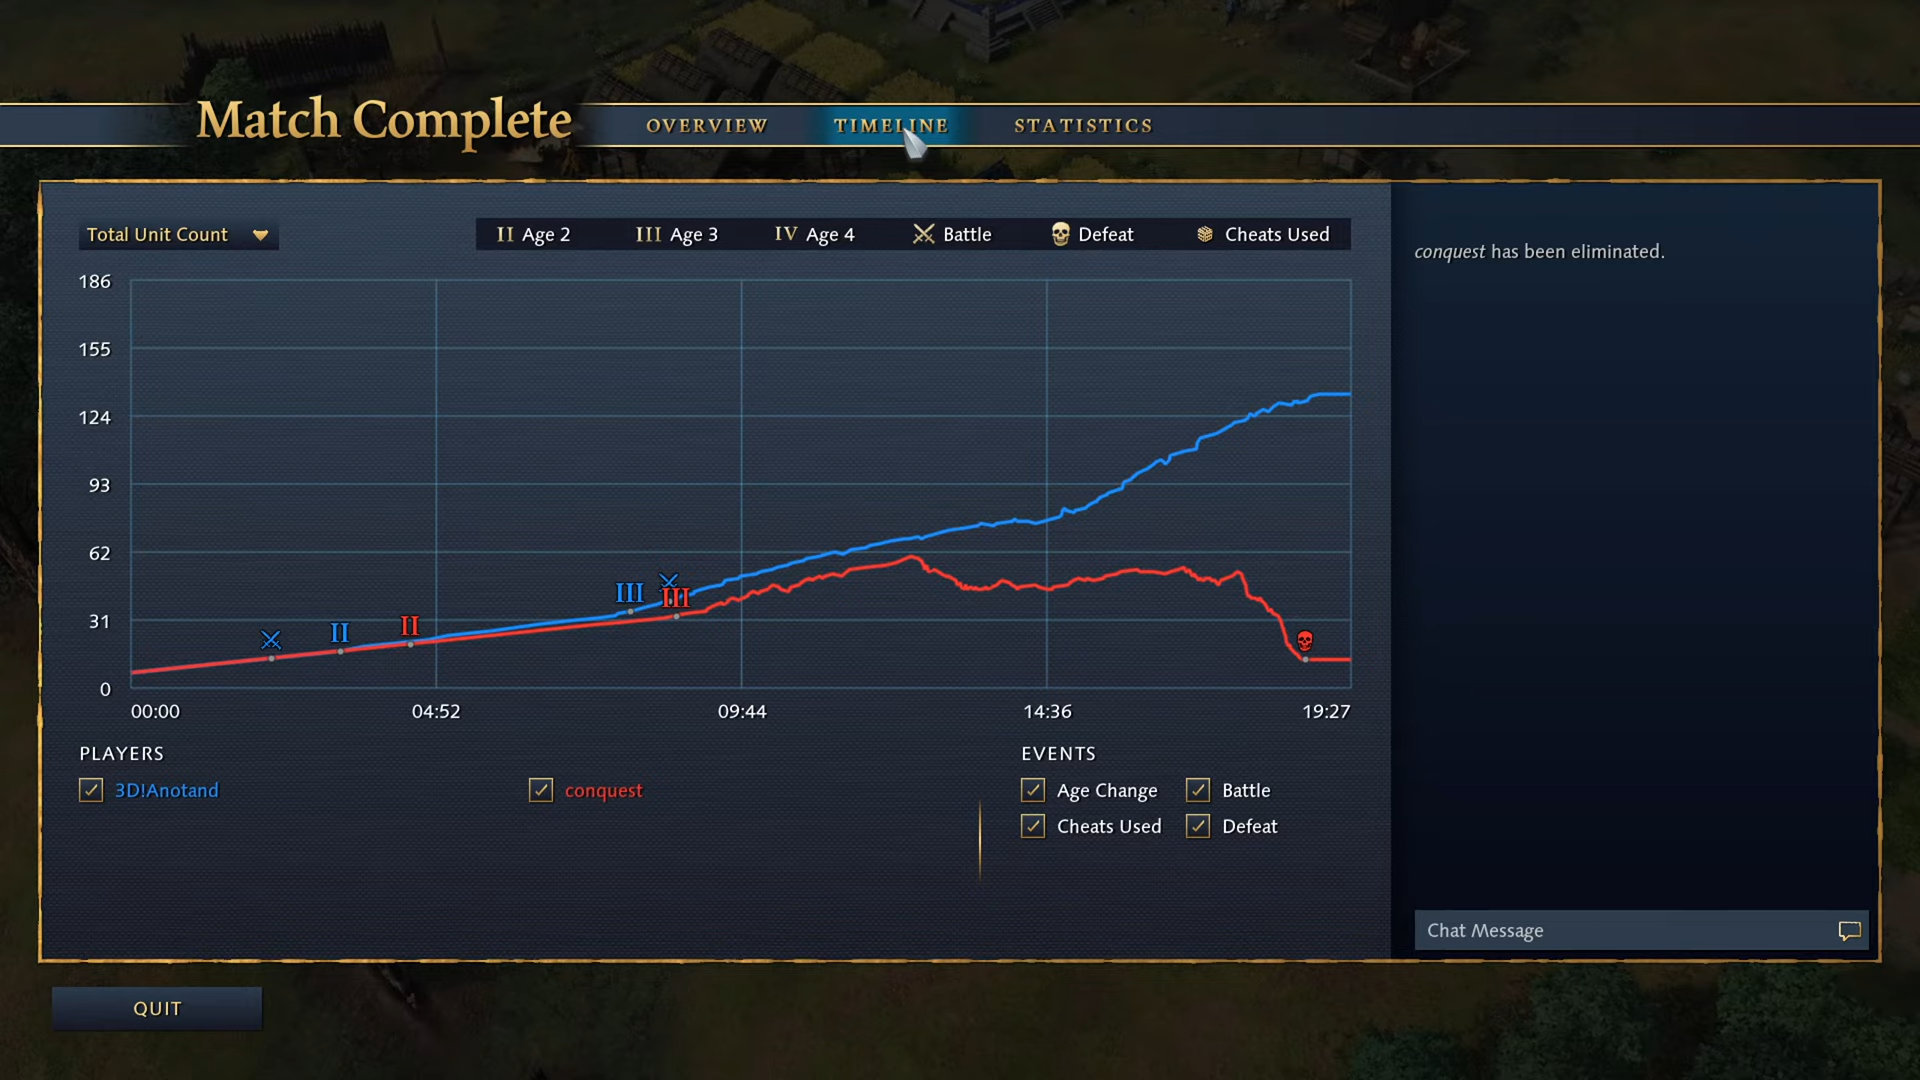 Match Complete
OVERVIEW
TIMELINE
STATISTICS
Total Unit Count
II Age 2
III Age 3
IV Age 4
Battle
Defeat
Cheats Used
conquest has been eliminated.
186
155
124
93
62
31
0
II
II
III
III
00:00
04:52
09:44
14:36
19:27
PLAYERS
EVENTS
3D!Anotand
conquest
Age Change
Battle
Cheats Used
Defeat
Chat Message
QUIT